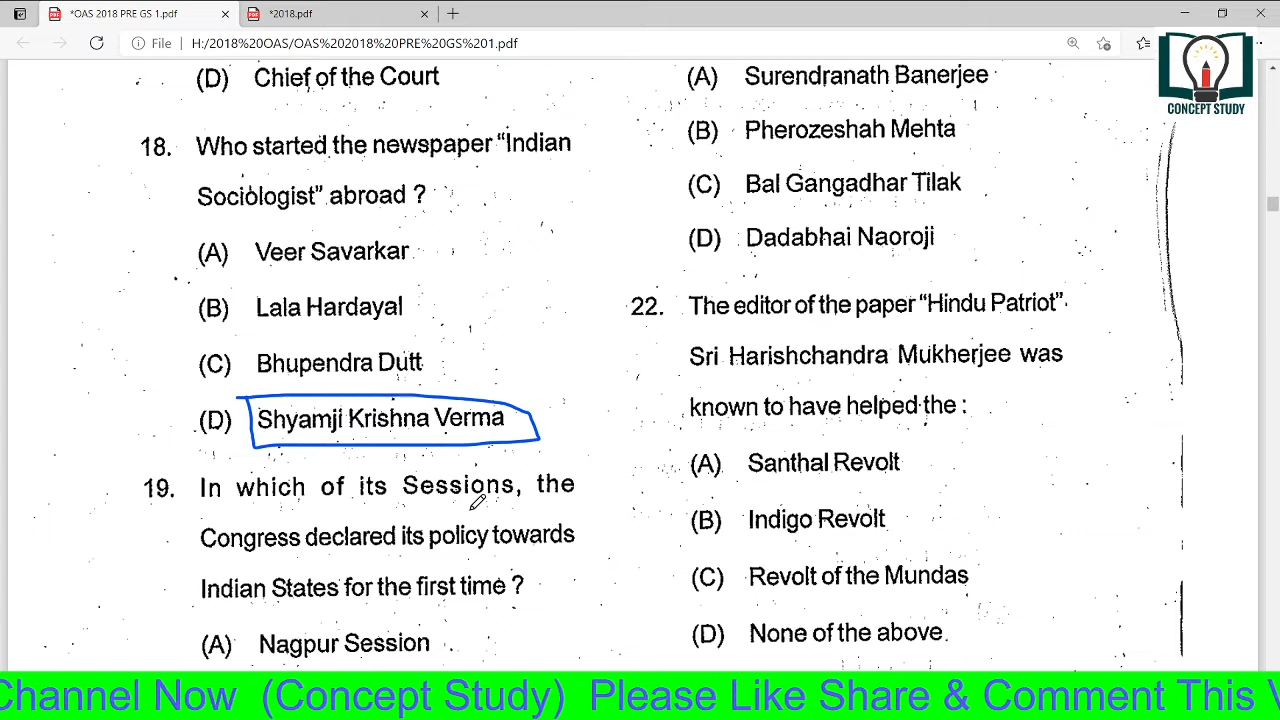 *OAS 2018 PRE GS 1.pdf
*2018.pdf
File
H:/2018%20OAS/OAS%202018%20PRE%20GS%201.pdf
CONCEPT STUDY
(D) Chief of the Court
18. Who started the newspaper “Indian
Sociologist” abroad ?
(A) Veer Savarkar
(B) Lala Hardayal
(C) Bhupendra Dutt
(D) Shyamji Krishna Verma
19. In which of its Sessions, the
Congress declared its policy towards
Indian States for the first time ?
(A) Nagpur Session
(A) Surendranath Banerjee
(B) Pherozeshah Mehta
(C) Bal Gangadhar Tilak
(D) Dadabhai Naoroji
22. The editor of the paper “Hindu Patriot”
Sri Harishchandra Mukherjee was
known to have helped the :
(A) Santhal Revolt
(B) Indigo Revolt
(C) Revolt of the Mundas
(D) None of the above.
Channel Now (Concept Study) Please Like Share & Comment This V